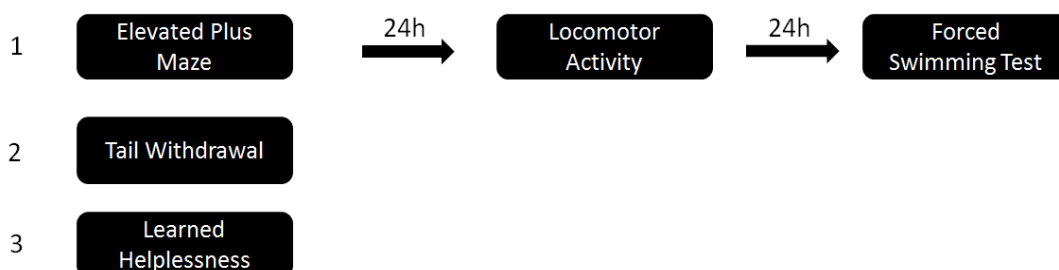 1
Elevated Plus
Maze
24h
Locomotor
Activity
24h
Forced
Swimming Test
2
Tail Withdrawal
3
Learned
Helplessness